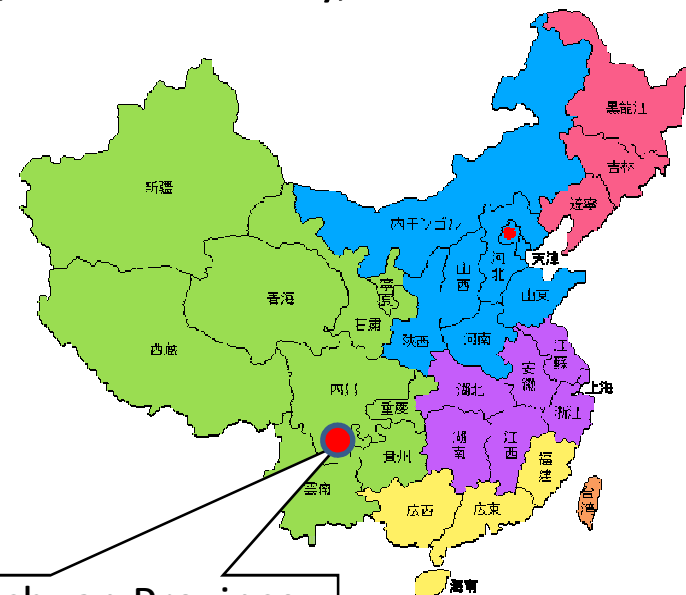 黒龍江
吉林
遼寧
新疆
内モンゴル
天津
河北
山西
寧夏
山東
青海
甘粛
陝西
河南
西蔵
江蘇
安徽
四川
湖北
上海
重慶
浙江
湖南
江西
貴州
福建
雲南
広西
広東
台湾
海南
Province